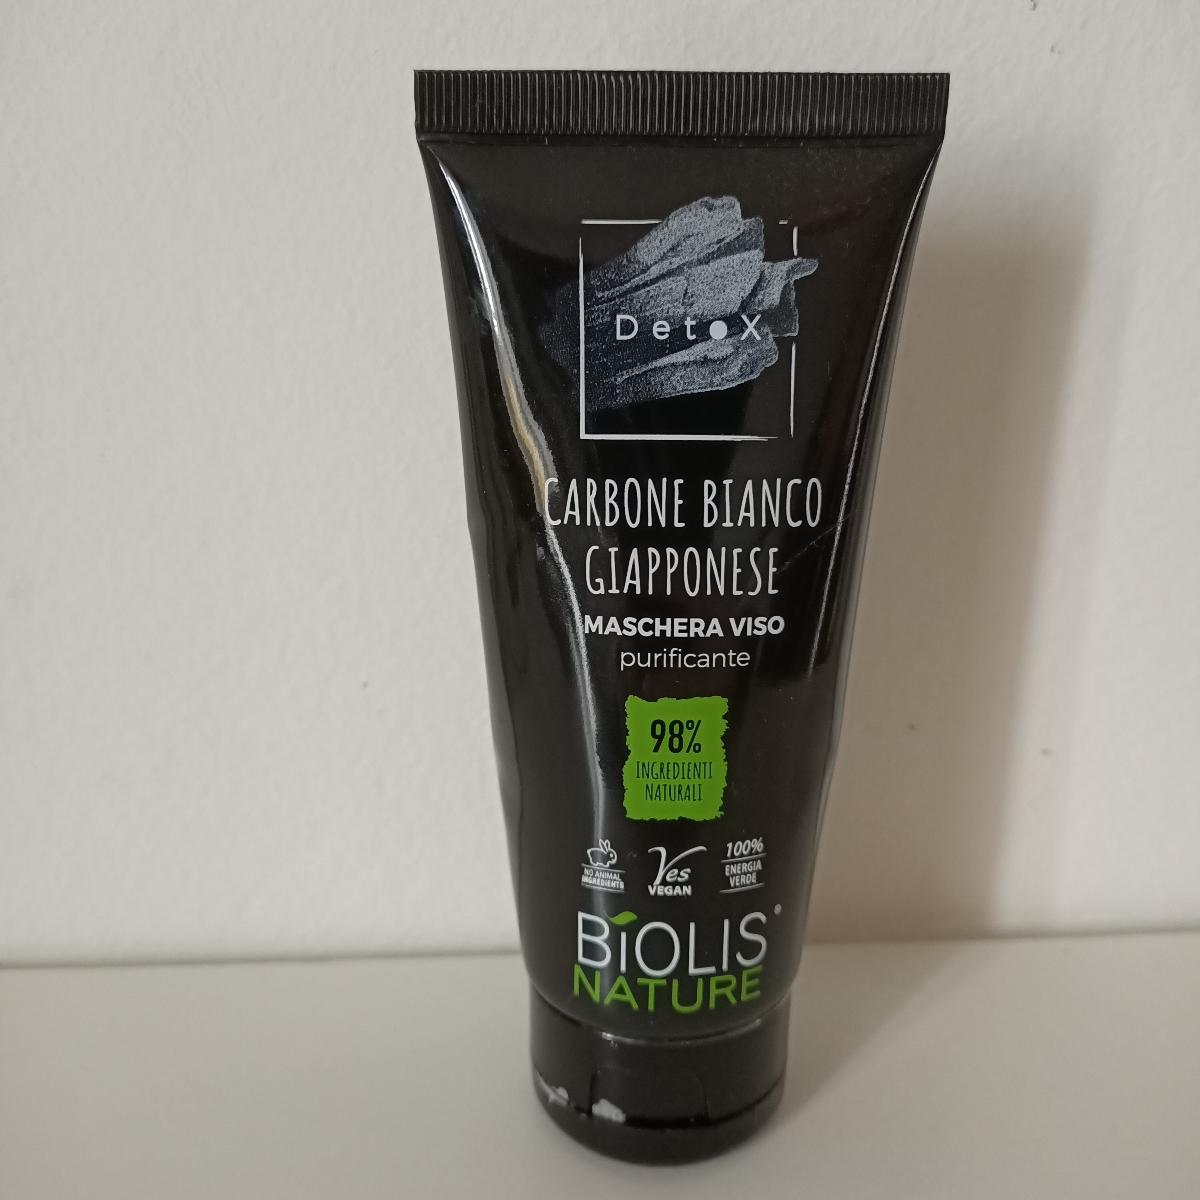 Detox
CARBONE BIANCO
GIAPPONESE
MASCHERA VISO
purificante
98%
INGREDIENTI
NATURALI
NO ANIMAL
INGREDIENTS
Yes
VEGAN
100%
ENERGIA
VERDE
BIOLIS
NATURE